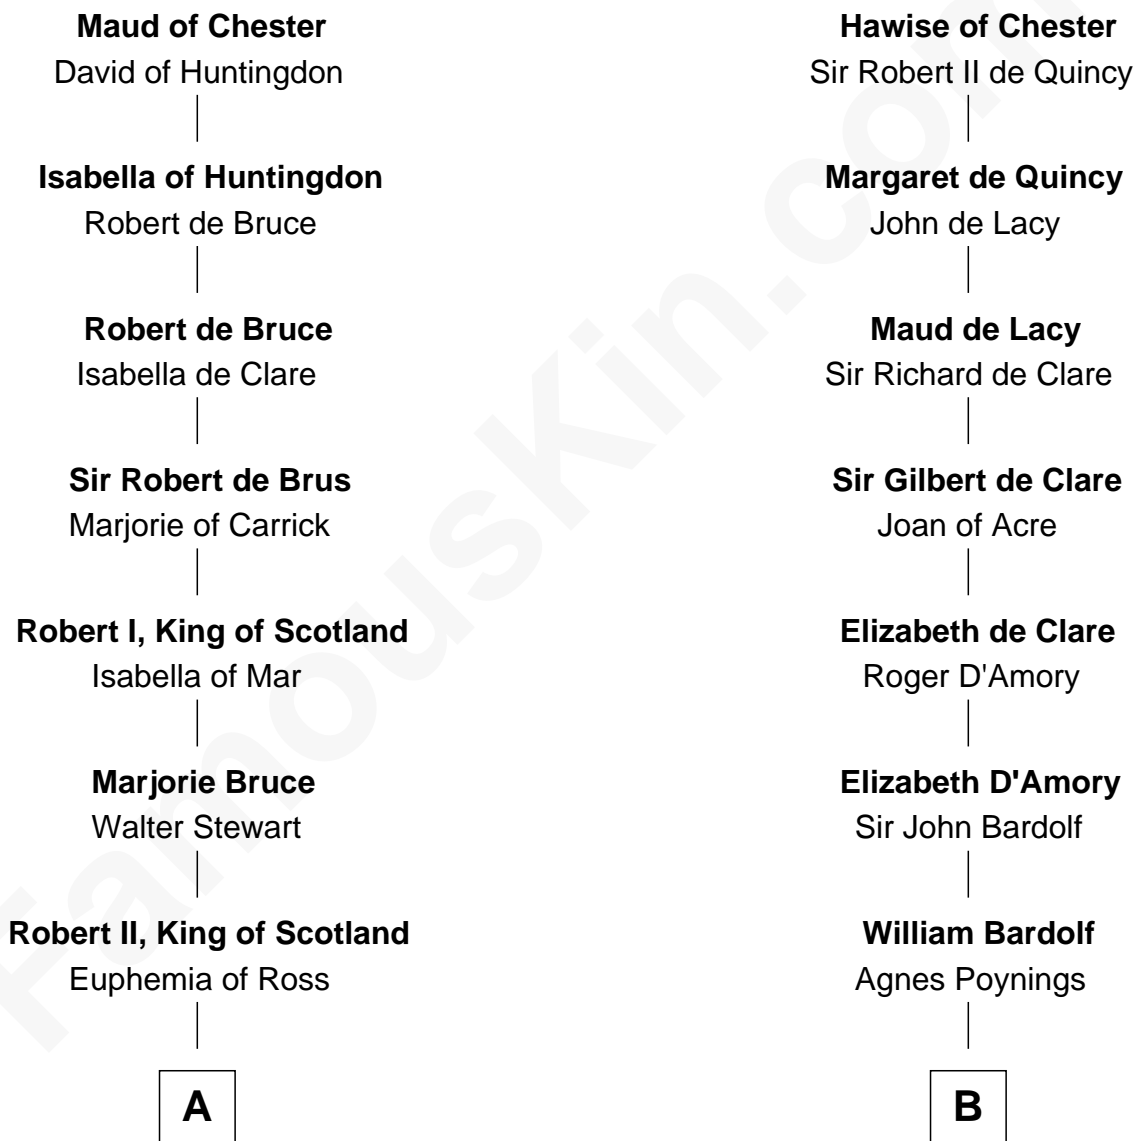 Maud of Chester
David of Huntingdon
Isabella of Huntingdon
Robert de Bruce
Robert de Bruce
Isabella de Clare
Sir Robert de Brus
Marjorie of Carrick
Robert I, King of Scotland
Isabella of Mar
Marjorie Bruce
Walter Stewart
Robert II, King of Scotland
Euphemia of Ross
A
Hawise of Chester
Sir Robert II de Quincy
Margaret de Quincy
John de Lacy
Maud de Lacy
Sir Richard de Clare
Sir Gilbert de Clare
Joan of Acre
Elizabeth de Clare
Roger D'Amory
Elizabeth D'Amory
Sir John Bardolf
William Bardolf
Agnes Poynings
B
FamousKin.com